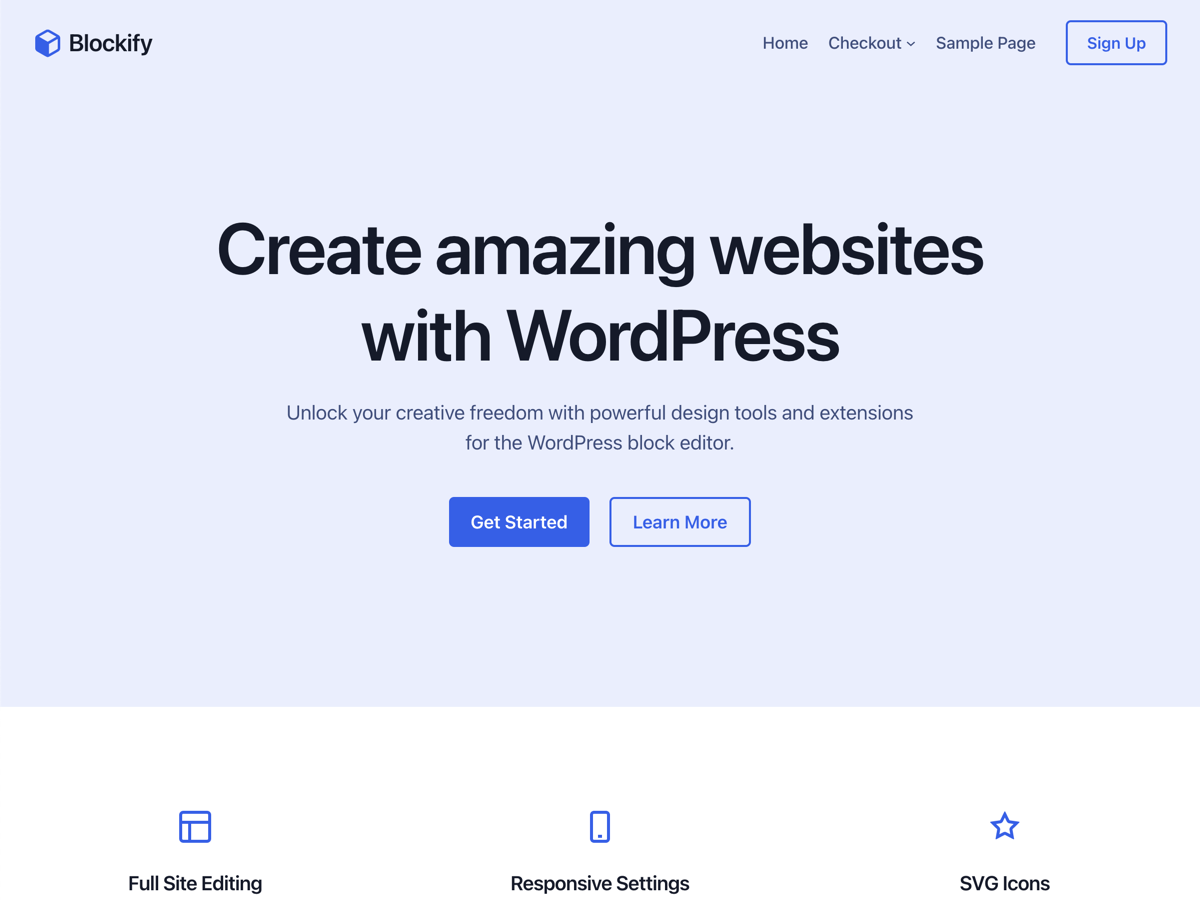 Blockify
Home Checkout Sample Page Sign Up
Create amazing websites
with WordPress
Unlock your creative freedom with powerful design tools and extensions
for the WordPress block editor.
Get Started Learn More
Full Site Editing Responsive Settings SVG Icons